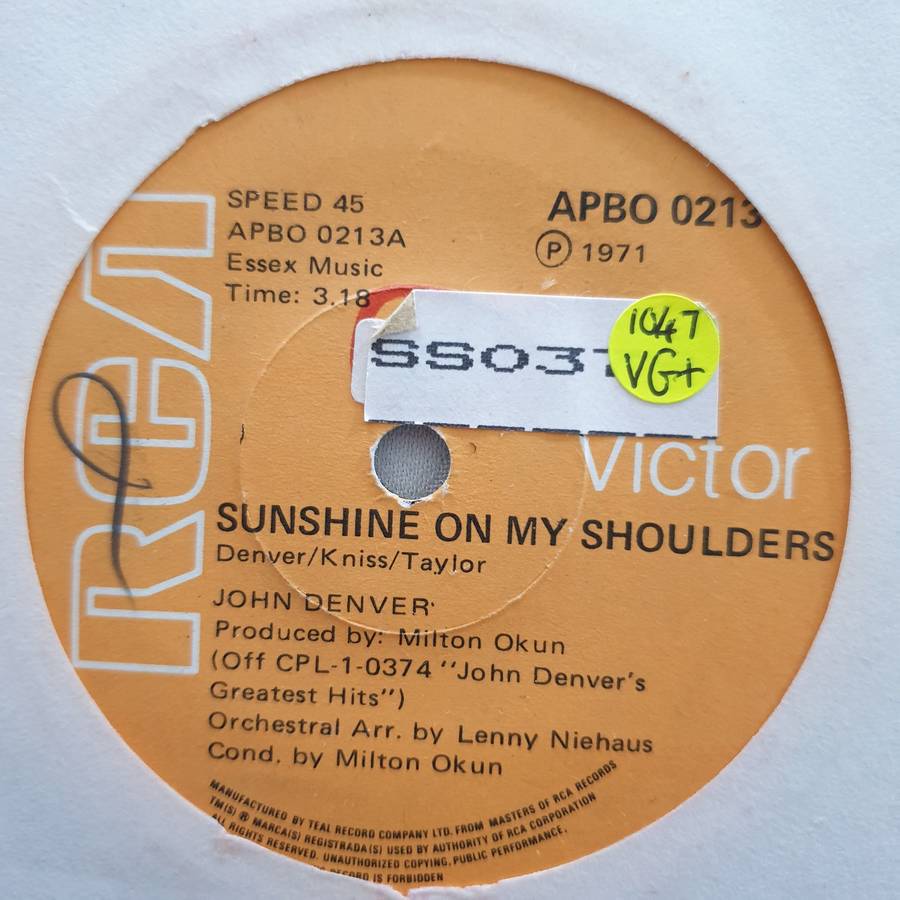 SPEED 45
APBO 0213A
Essex Music
Time: 3.18
APBO 0213
Ⓟ 1971
RCA
SS037
1047
VG+
Victor
SUNSHINE ON MY SHOULDERS
Denver/Kniss/Taylor
JOHN DENVER
Produced by: Milton Okun
(Off CPL-1-0374 "John Denver's
Greatest Hits")
Orchestral Arr. by Lenny Niehaus
Cond. by Milton Okun
MANUFACTURED BY TEAL RECORD COMPANY LTD. FROM MASTERS OF RCA RECORDS
TM(S) ® MARCA(S) REGISTRADA(S) USED BY AUTHORITY OF RCA CORPORATION
ALL RIGHTS RESERVED. UNAUTHORIZED COPYING, PUBLIC PERFORMANCE,
RECORD IS FORBIDDEN